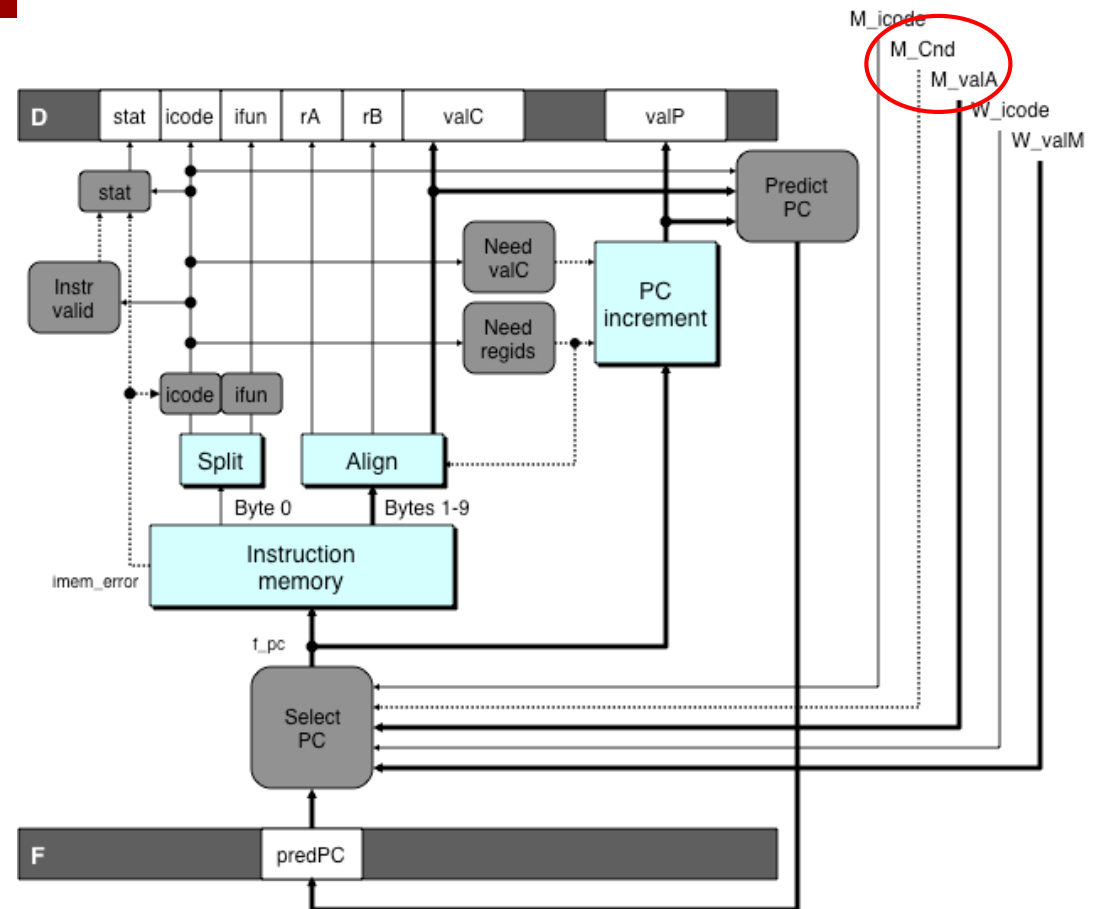 M_icode
M_Cnd
M_valA
W_icode
W_valM
D stat icode ifun rA rB valC valP
stat
Predict
PC
Need
valC
Instr
valid
PC
increment
Need
regids
icode ifun
Split
Align
Byte 0
Bytes 1-9
Instruction
memory
imem_error
f_pc
Select
PC
F predPC